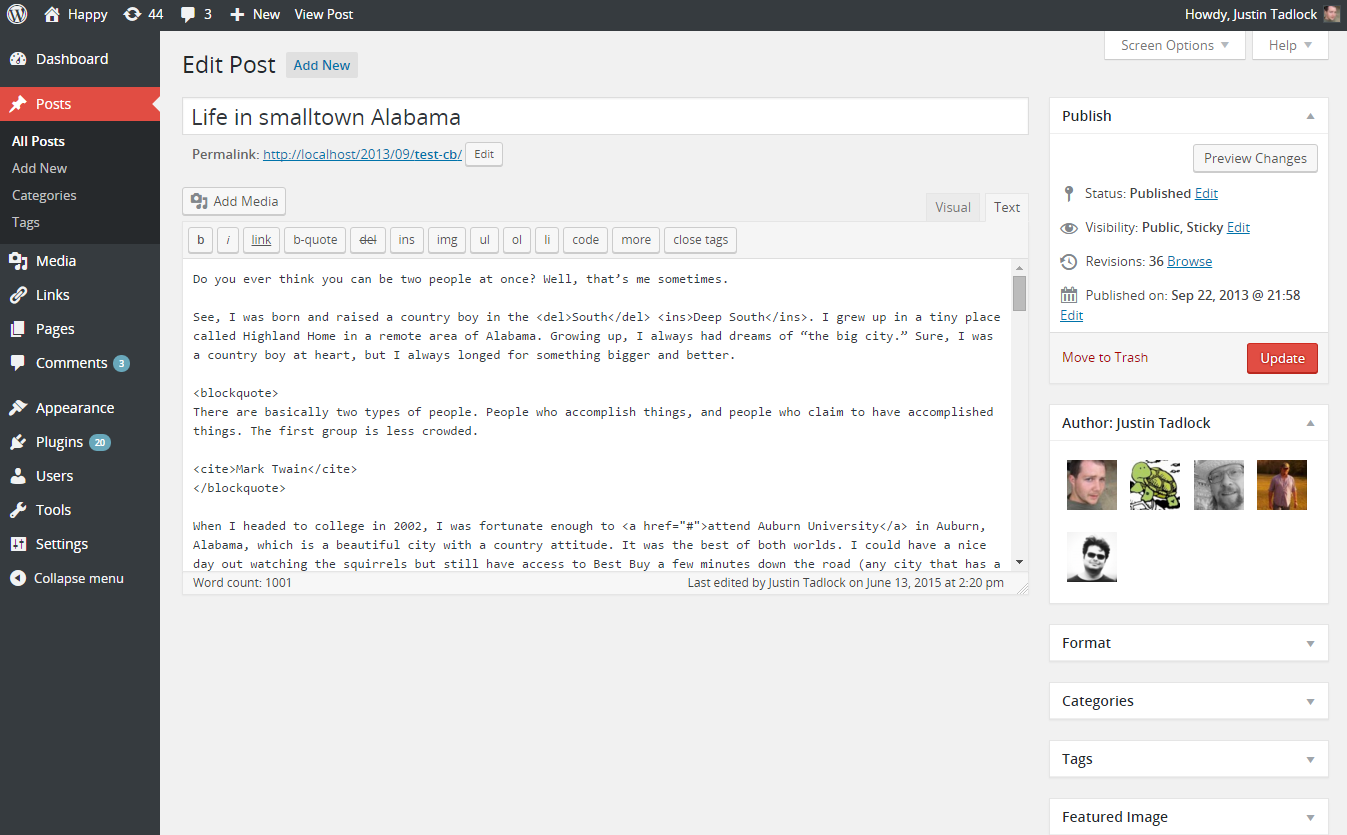 Happy 44 3 New View Post Howdy, Justin Tadlock
Screen Options Help
Dashboard
Posts
All Posts
Add New
Categories
Tags
Media
Links
Pages
Comments 3
Appearance
Plugins 20
Users
Tools
Settings
Collapse menu
Edit Post Add New
Life in smalltown Alabama
Permalink: http://localhost/2013/09/test-cb/ Edit
Add Media
Visual Text
b i link b-quote del ins img ul ol li code more close tags
Do you ever think you can be two people at once? Well, that’s me sometimes.
See, I was born and raised a country boy in the <del>South</del> <ins>Deep South</ins>. I grew up in a tiny place
called Highland Home in a remote area of Alabama. Growing up, I always had dreams of “the big city.” Sure, I was
a country boy at heart, but I always longed for something bigger and better.
<blockquote>
There are basically two types of people. People who accomplish things, and people who claim to have accomplished
things. The first group is less crowded.
<cite>Mark Twain</cite>
</blockquote>
When I headed to college in 2002, I was fortunate enough to <a href="#">attend Auburn University</a> in Auburn,
Alabama, which is a beautiful city with a country attitude. It was the best of both worlds. I could have a nice
day out watching the squirrels but still have access to Best Buy a few minutes down the road (any city that has a
Word count: 1001 Last edited by Justin Tadlock on June 13, 2015 at 2:20 pm
Publish
Preview Changes
Status: Published Edit
Visibility: Public, Sticky Edit
Revisions: 36 Browse
Published on: Sep 22, 2013 @ 21:58
Edit
Move to Trash Update
Author: Justin Tadlock
Format
Categories
Tags
Featured Image